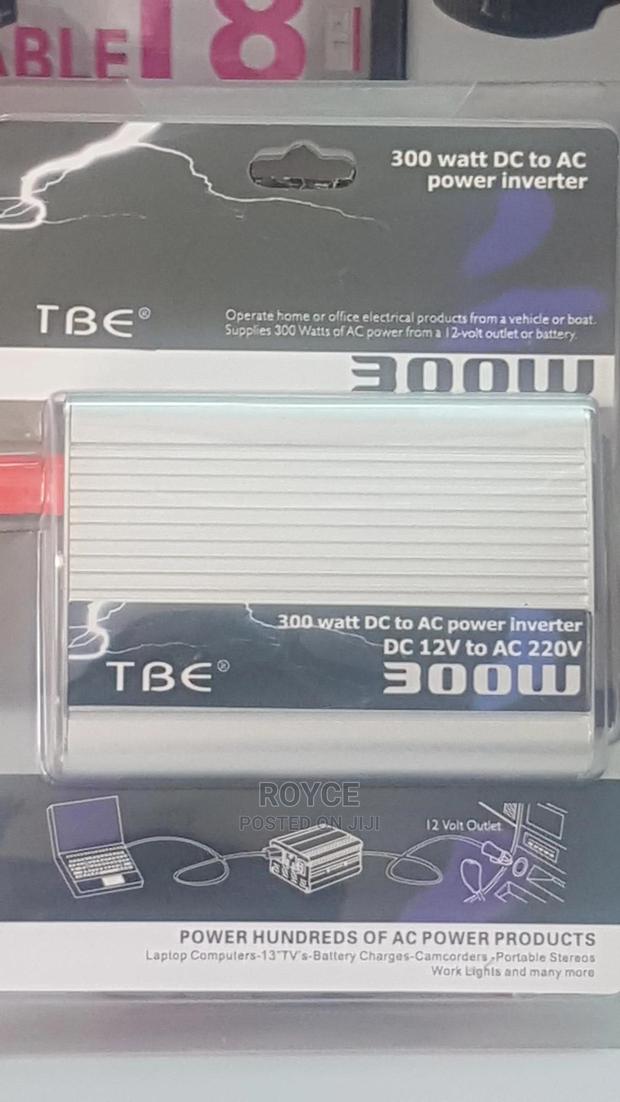 ABLE 18
300 watt DC to AC
power inverter
TBE®
Operate home or office electrical products from a vehicle or boat.
Supplies 300 Watts of AC power from a 12-volt outlet or battery.
300W
300 watt DC to AC power inverter
DC 12V to AC 220V
TBE®
300W
ROYCE
POSTED ON JIJI
12 Volt Outlet
POWER HUNDREDS OF AC POWER PRODUCTS
Laptop Computers-13"TV's-Battery Charges-Camcorders-Portable Stereos
Work Lights and many more